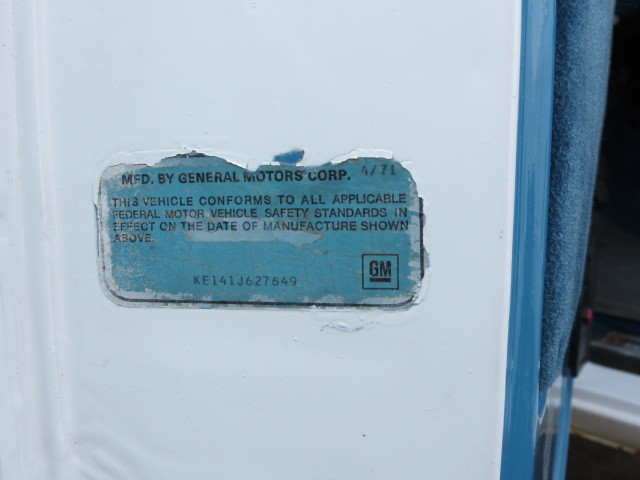 MFD. BY GENERAL MOTORS CORP. 4/71
THIS VEHICLE CONFORMS TO ALL APPLICABLE
FEDERAL MOTOR VEHICLE SAFETY STANDARDS IN
EFFECT ON THE DATE OF MANUFACTURE SHOWN
ABOVE.
KE141J627649
GM